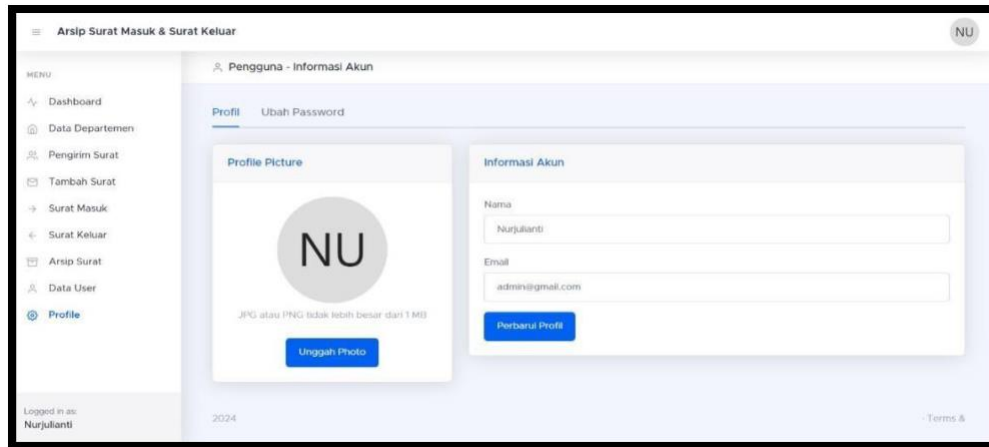 Arsip Surat Masuk & Surat Keluar
NU
MENU
Dashboard
Data Departemen
Pengirim Surat
Tambah Surat
Surat Masuk
Surat Keluar
Arsip Surat
Data User
Profile
Logged in as:
Nurjulianti
Pengguna - Informasi Akun
Profil Ubah Password
Profile Picture
NU
JPG atau PNG tidak lebih besar dari 1 MB
Unggah Photo
Informasi Akun
Nama
Nurjulianti
Email
admin@gmail.com
Perbarui Profil
2024
· Terms &